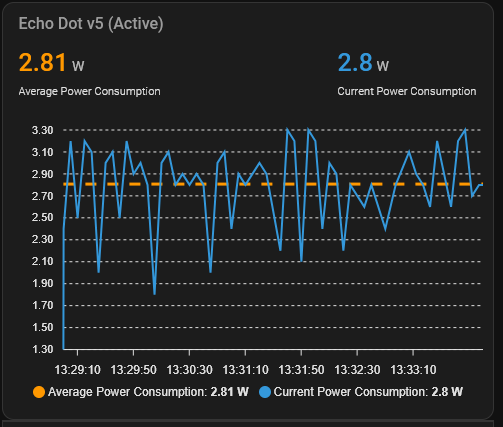 Echo Dot v5 (Active)
2.81 W 2.8 W
Average Power Consumption Current Power Consumption
3.30
3.10
2.90
2.70
2.50
2.30
2.10
1.90
1.70
1.50
1.30
13:29:10 13:29:50 13:30:30 13:31:10 13:31:50 13:32:30 13:33:10
Average Power Consumption: 2.81 W Current Power Consumption: 2.8 W